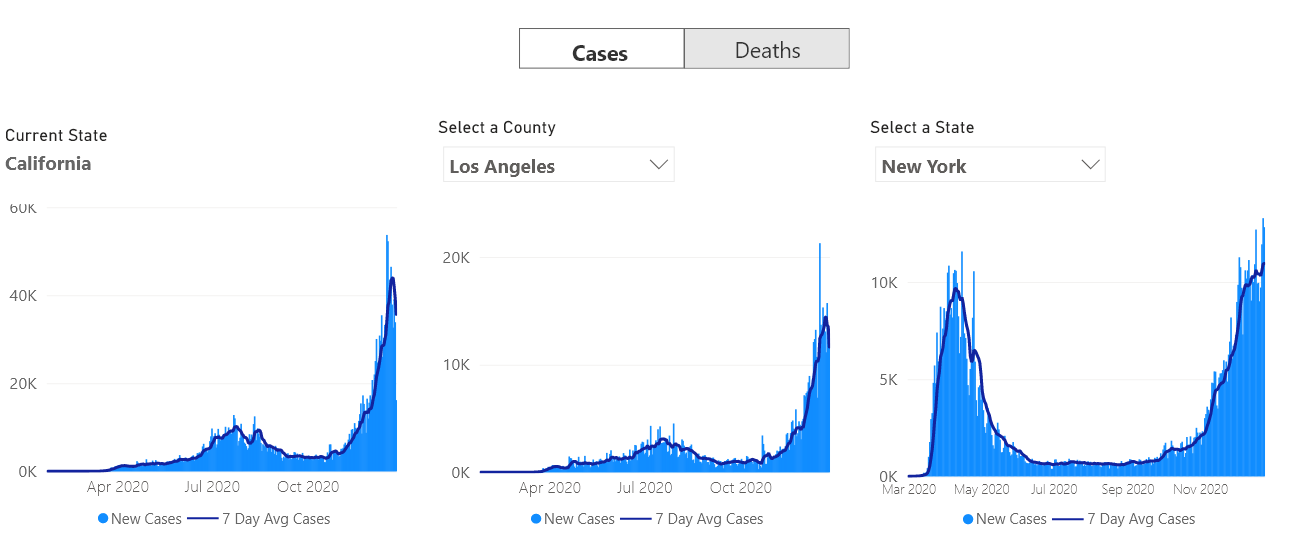 Cases
Deaths
Current State
California
60K
40K
20K
0K
Apr 2020
Jul 2020
Oct 2020
New Cases
7 Day Avg Cases
Select a County
Los Angeles
20K
10K
0K
Apr 2020
Jul 2020
Oct 2020
New Cases
7 Day Avg Cases
Select a State
New York
10K
5K
0K
Mar 2020
May 2020
Jul 2020
Sep 2020
Nov 2020
New Cases
7 Day Avg Cases